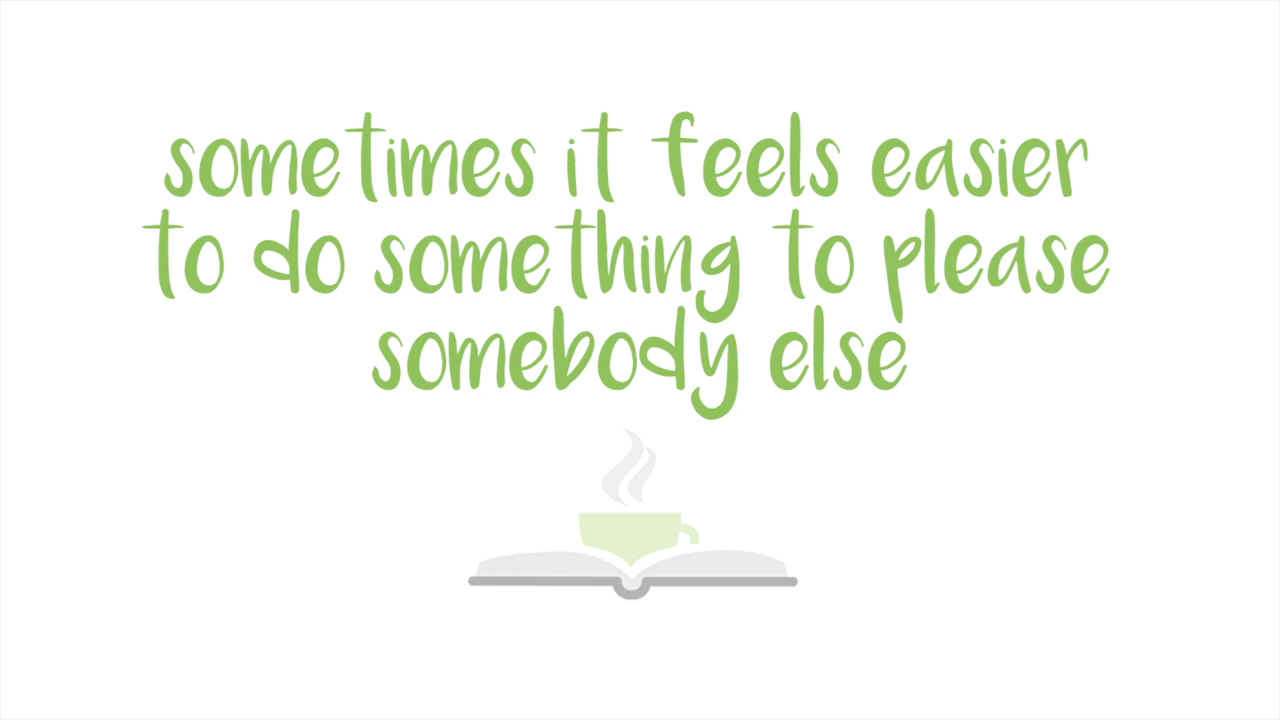 sometimes it feels easier
to do something to please
somebody else